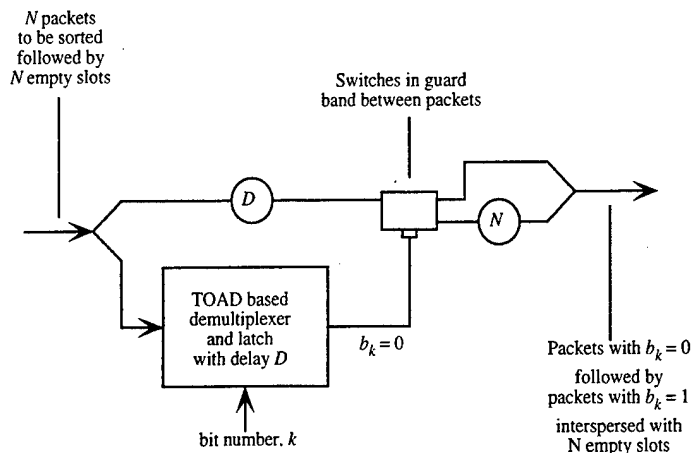 N packets
to be sorted
followed by
N empty slots
Switches in guard
band between packets
D
N
TOAD based
demultiplexer
and latch
with delay D
b_k = 0
bit number, k
Packets with b_k = 0
followed by
packets with b_k = 1
interspersed with
N empty slots